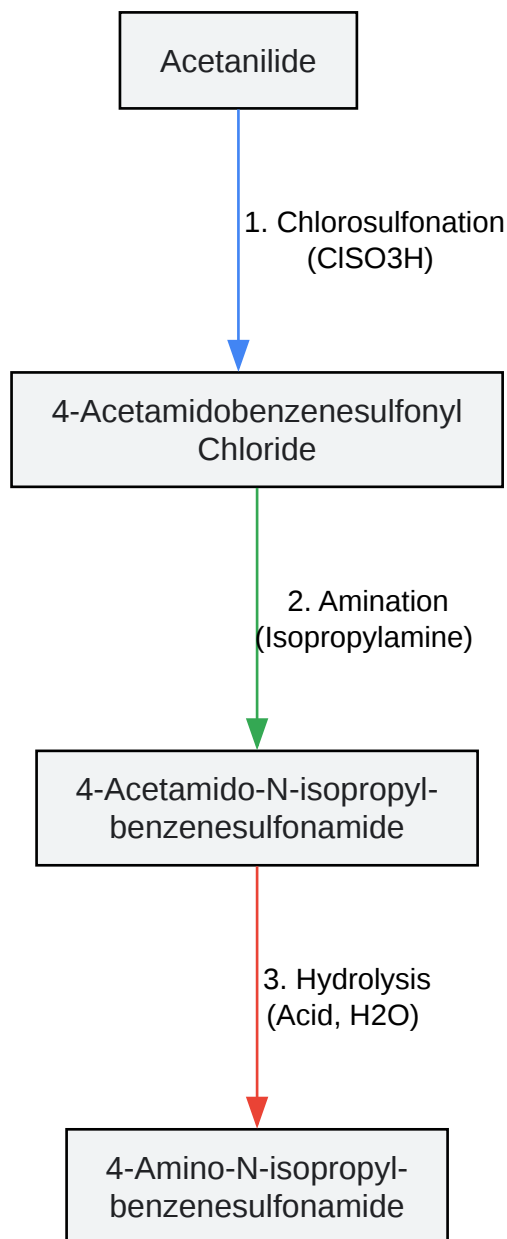 Acetanilide
1. Chlorosulfonation
(ClSO3H)
4-Acetamidobenzenesulfonyl
Chloride
2. Amination
(Isopropylamine)
4-Acetamido-N-isopropyl-
benzenesulfonamide
3. Hydrolysis
(Acid, H2O)
4-Amino-N-isopropyl-
benzenesulfonamide